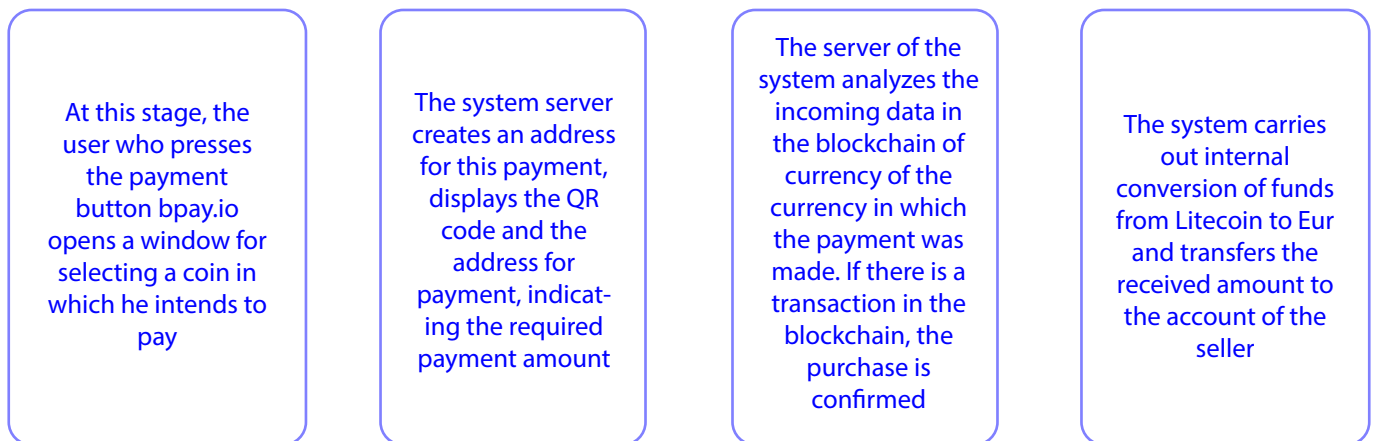 At this stage, the
user who presses
the payment
button bpay.io
opens a window for
selecting a coin in
which he intends to
pay
The system server
creates an address
for this payment,
displays the QR
code and the
address for
payment, indicat-
ing the required
payment amount
The server of the
system analyzes the
incoming data in
the blockchain of
currency of the
currency in which
the payment was
made. If there is a
transaction in the
blockchain, the
purchase is
confirmed
The system carries
out internal
conversion of funds
from Litecoin to Eur
and transfers the
received amount to
the account of the
seller